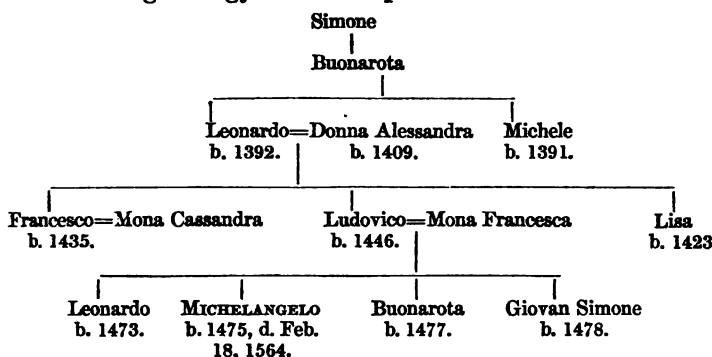 Simone
Buonarota
Leonardo=Donna Alessandra Michele
b. 1392. b. 1409. b. 1391.
Francesco=Mona Cassandra Ludovico=Mona Francesca Lisa
b. 1435. b. 1446. b. 1423
Leonardo MICHELANGELO Buonarota Giovan Simone
b. 1473. b. 1475, d. Feb. b. 1477. b. 1478.
18, 1564.